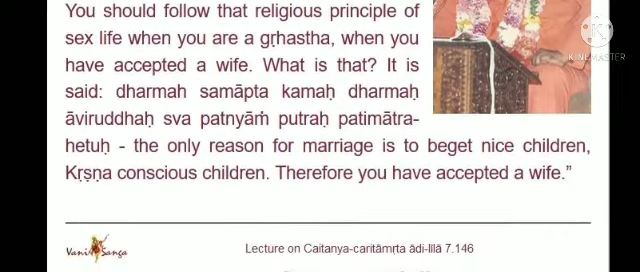 You should follow that religious principle of
sex life when you are a gṛhastha, when you
have accepted a wife. What is that? It is
said: dharmah samāpta kamaḥ dharmaḥ
āviruddhaḥ sva patnyāṁ putraḥ patimātra-
hetuḥ - the only reason for marriage is to beget nice children,
Kṛṣṇa conscious children. Therefore you have accepted a wife.”
KINEMASTER
Vani Sanga
Lecture on Caitanya-caritāmṛta ādi-līlā 7.146